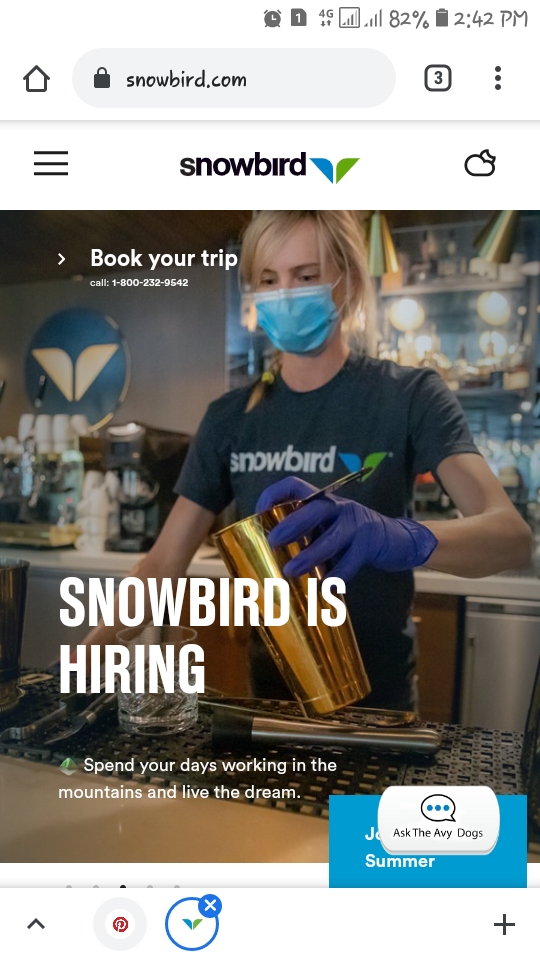 1 4G 82% 2:42 PM
snowbird.com
3
snowbird
Book your trip
call: 1-800-232-9542
snowbird
SNOWBIRD IS
HIRING
Spend your days working in the
mountains and live the dream.
Ask The Avy Dogs
Summer